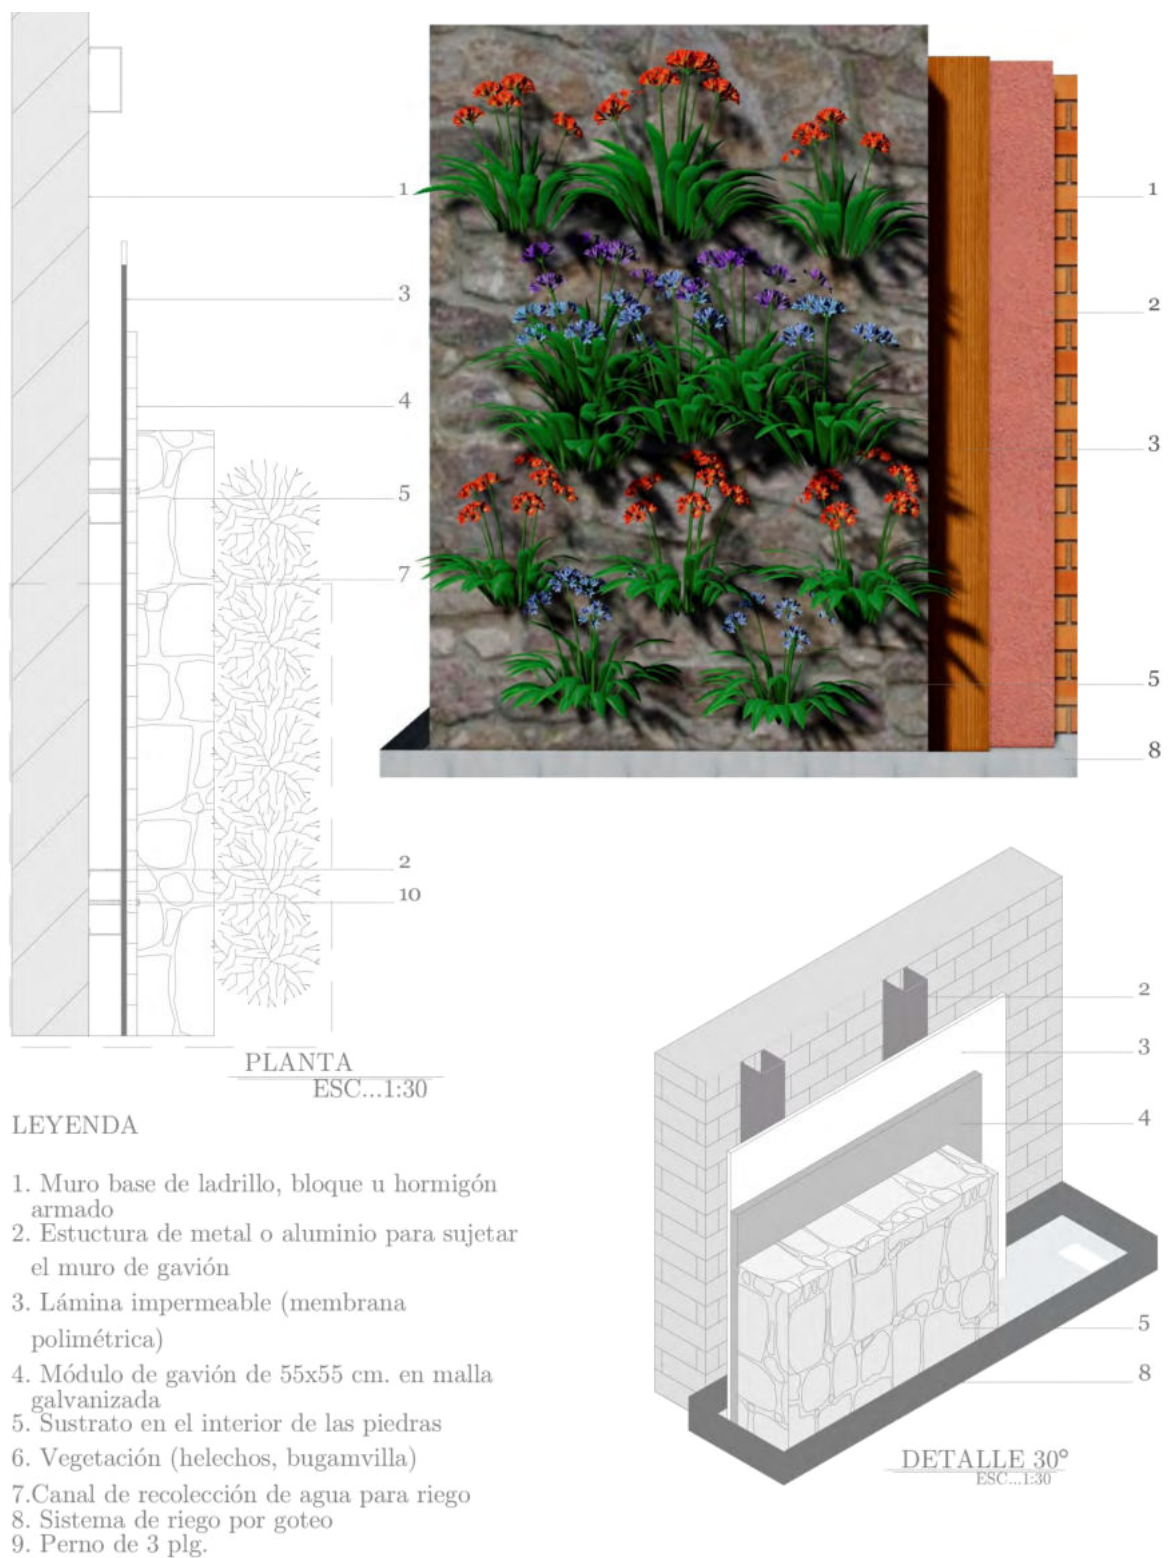 1
3
4
5
7
2
10
1
2
3
5
8
PLANTA
ESC...1:30
2
3
4
5
8
DETALLE 30°
ESC...1:30
LEYENDA
1. Muro base de ladrillo, bloque u hormigón
armado
2. Estuctura de metal o aluminio para sujetar
el muro de gavión
3. Lámina impermeable (membrana
polimétrica)
4. Módulo de gavión de 55x55 cm. en malla
galvanizada
5. Sustrato en el interior de las piedras
6. Vegetación (helechos, bugamvilla)
7.Canal de recolección de agua para riego
8. Sistema de riego por goteo
9. Perno de 3 plg.